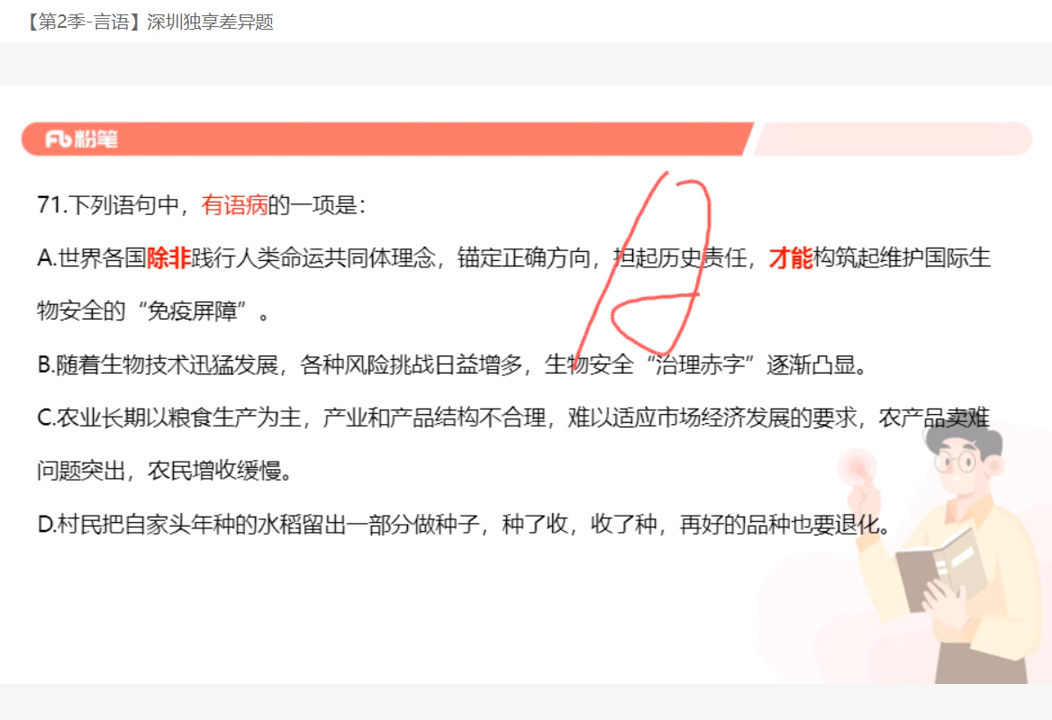 【第2季-言语】深圳独享差异题
粉笔
71.下列语句中，有语病的一项是：
A.世界各国除非践行人类命运共同体理念，锚定正确方向，担起历史责任，才能构筑起维护国际生
物安全的“免疫屏障”。
B.随着生物技术迅猛发展，各种风险挑战日益增多，生物安全“治理赤字”逐渐凸显。
C.农业长期以粮食生产为主，产业和产品结构不合理，难以适应市场经济发展的要求，农产品卖难
问题突出，农民增收缓慢。
D.村民把自家头年种的水稻留出一部分做种子，种了收，收了种，再好的品种也要退化。
A